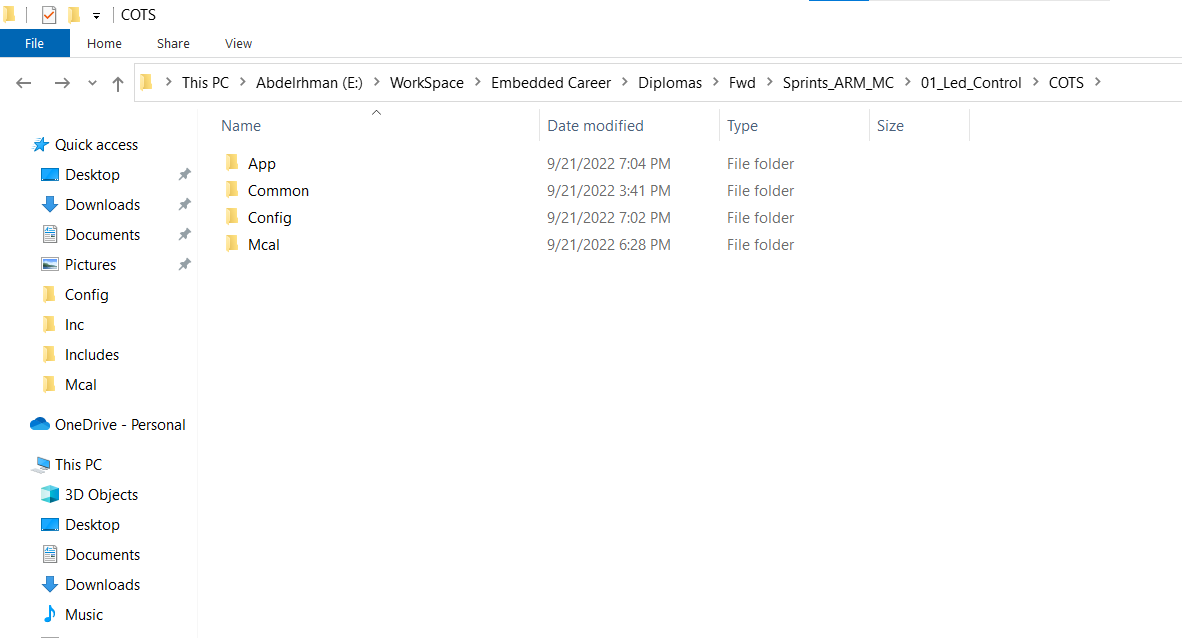 COTS
File Home Share View
This PC Abdelrhman (E:) WorkSpace Embedded Career Diplomas Fwd Sprints_ARM_MC 01_Led_Control COTS
Name Date modified Type Size
App 9/21/2022 7:04 PM File folder
Common 9/21/2022 3:41 PM File folder
Config 9/21/2022 7:02 PM File folder
Mcal 9/21/2022 6:28 PM File folder
Quick access
Desktop
Downloads
Documents
Pictures
Config
Inc
Includes
Mcal
OneDrive - Personal
This PC
3D Objects
Desktop
Documents
Downloads
Music